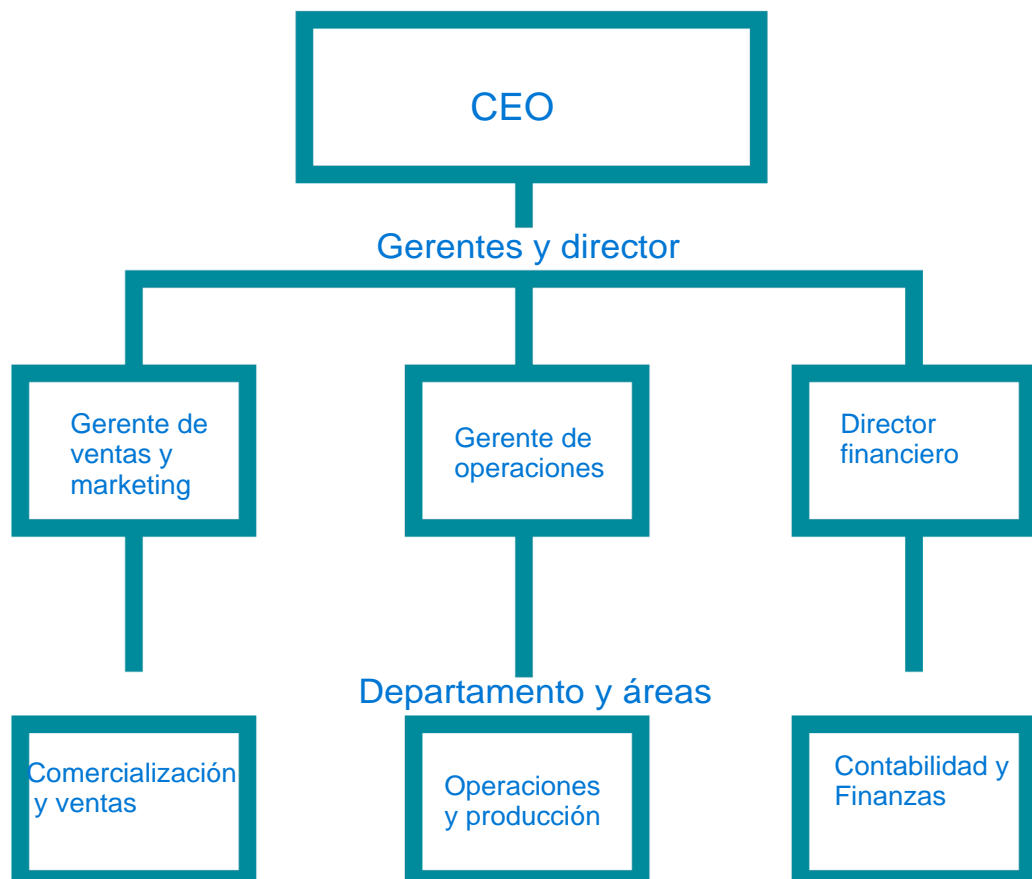 CEO
Gerentes y director
Gerente de
ventas y
marketing
Gerente de
operaciones
Director
financiero
Departamento y áreas
Comercialización
y ventas
Operaciones
y producción
Contabilidad y
Finanzas